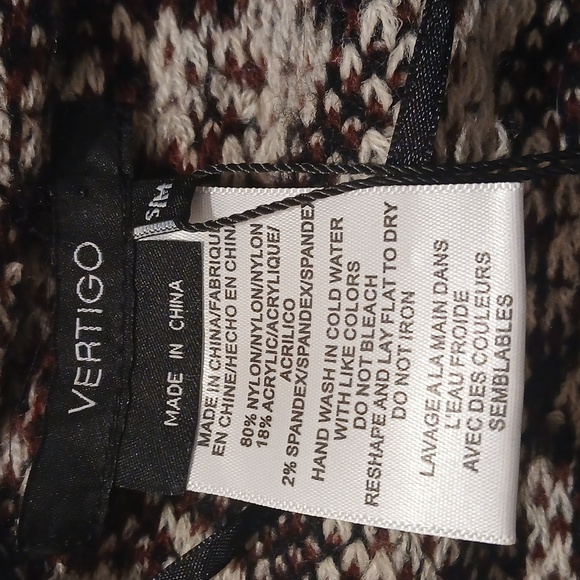 VERTIGO
MADE IN CHINA
S/M
MADE IN CHINA/FABRIQU
EN CHINE/HECHO EN CHINA
80% NYLON/NYLON/NYLON
18% ACRYLIC/ACRYLIQUE/
ACRILICO
2% SPANDEX/SPANDEX/SPANDEX
HAND WASH IN COLD WATER
WITH LIKE COLORS
DO NOT BLEACH
RESHAPE AND LAY FLAT TO DRY
DO NOT IRON
LAVAGE A LA MAIN DANS
L'EAU FROIDE
AVEC DES COULEURS
SEMBLABLES